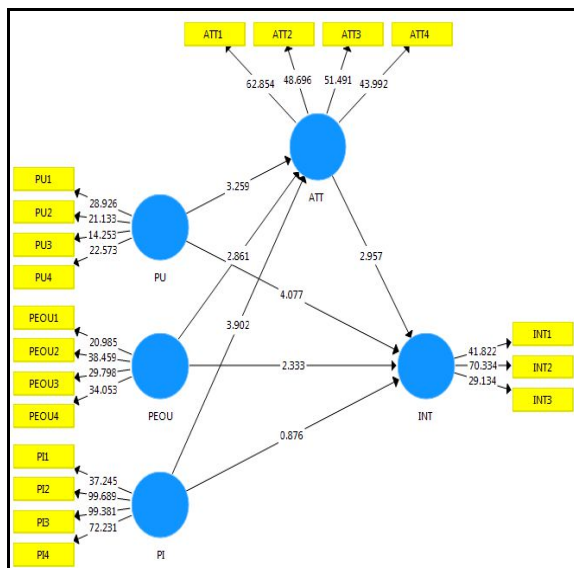 ATT1 ATT2 ATT3 ATT4
62.854 48.696 51.491 43.992
ATT
PU1
PU2
PU3
PU4
28.926
21.133
14.253
22.573
PU
3.259
2.861
3.902
4.077
2.957
PEOU1
PEOU2
PEOU3
PEOU4
20.985
38.459
29.798
34.053
PEOU
2.333
0.876
INT1
INT2
INT3
41.822
70.334
29.134
INT
PI1
PI2
PI3
PI4
37.245
99.689
99.381
72.231
PI